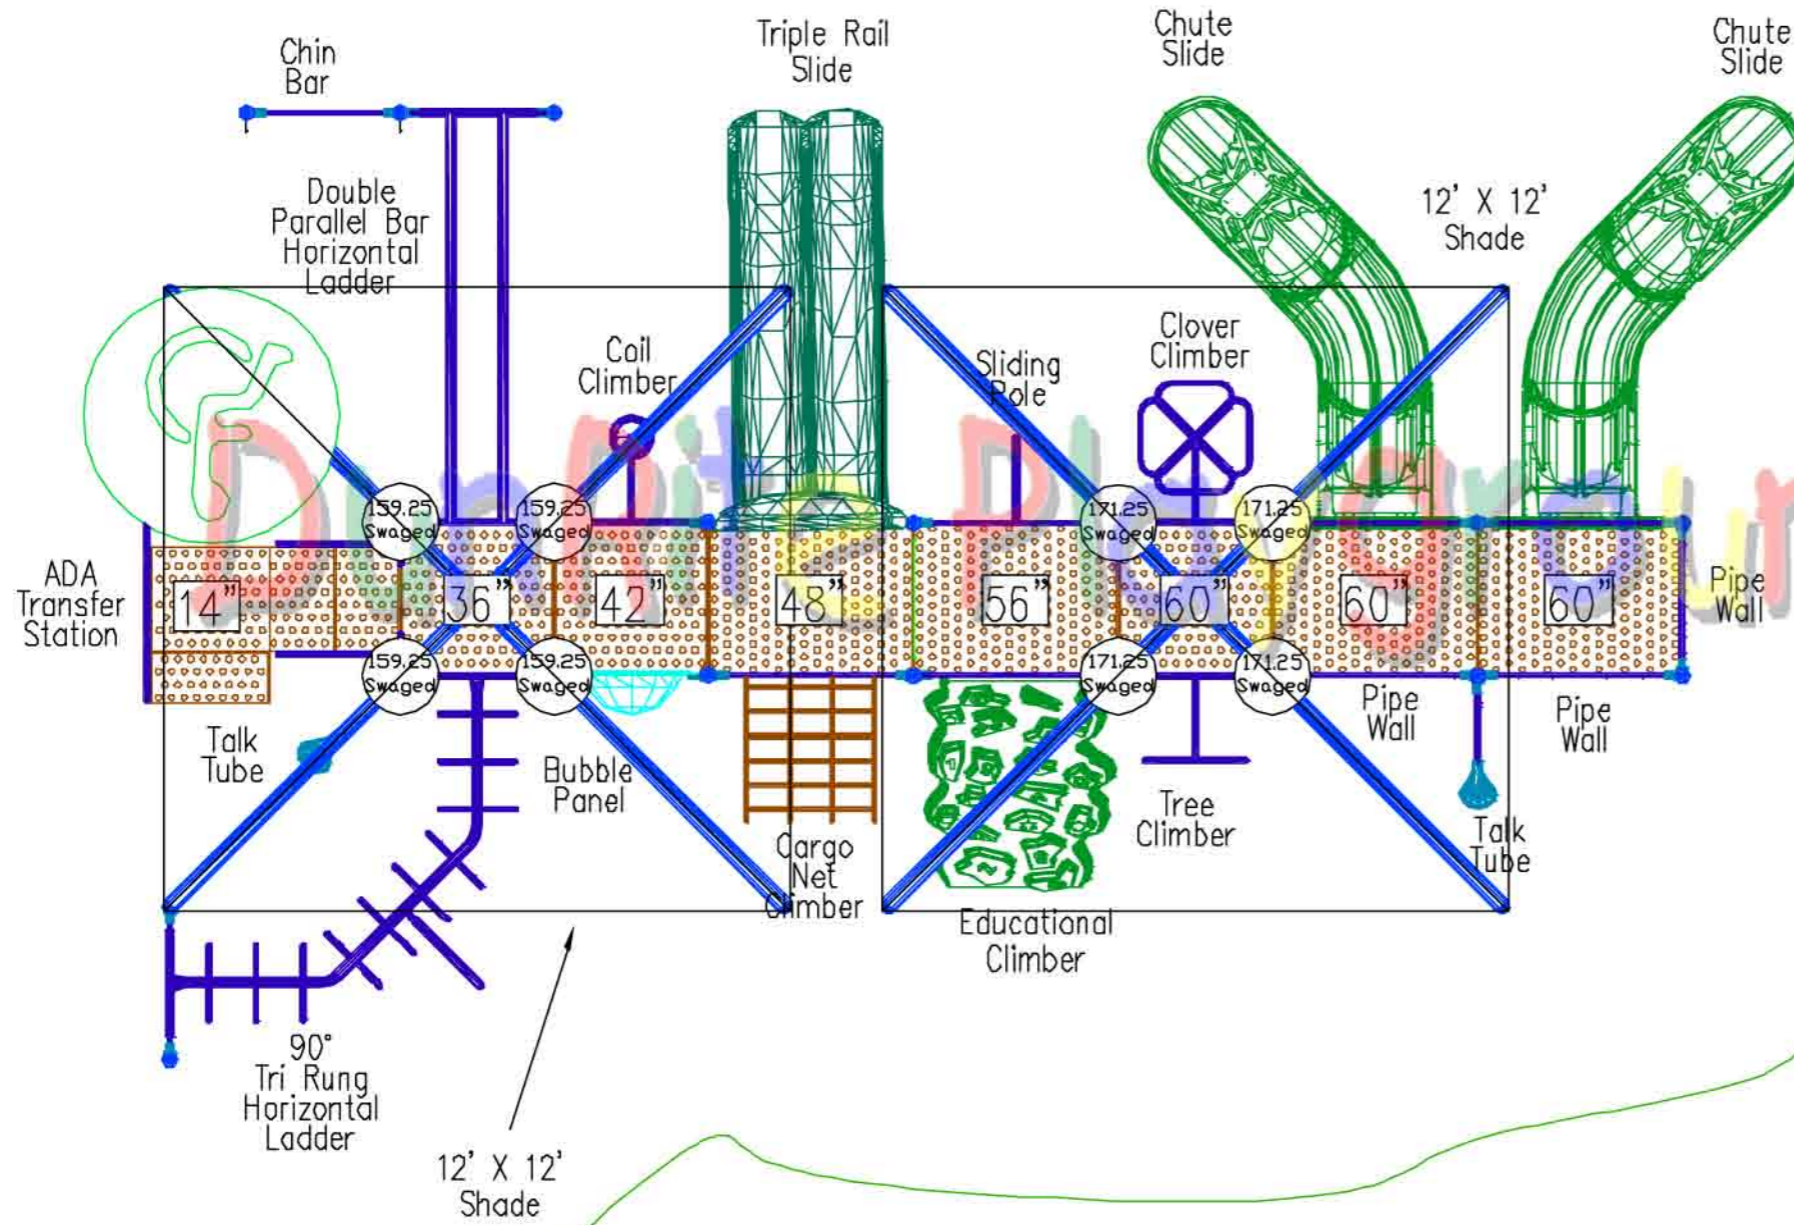 Chin
Bar
Triple Rail
Slide
Chute
Slide
Chute
Slide
Double
Parallel Bar
Horizontal
Ladder
12' X 12'
Shade
Coil
Climber
Sliding
Pole
Clover
Climber
159.25
Swaged
159.25
Swaged
171.25
Swaged
171.25
Swaged
ADA
Transfer
Station
14"
36"
42"
48"
56"
60"
60"
60"
Pipe
Wall
159.25
Swaged
159.25
Swaged
171.25
Swaged
171.25
Swaged
Talk
Tube
Bubble
Panel
Cargo
Net
Climber
Educational
Climber
Tree
Climber
Pipe
Wall
Pipe
Wall
Talk
Tube
90°
Tri Rung
Horizontal
Ladder
12' X 12'
Shade